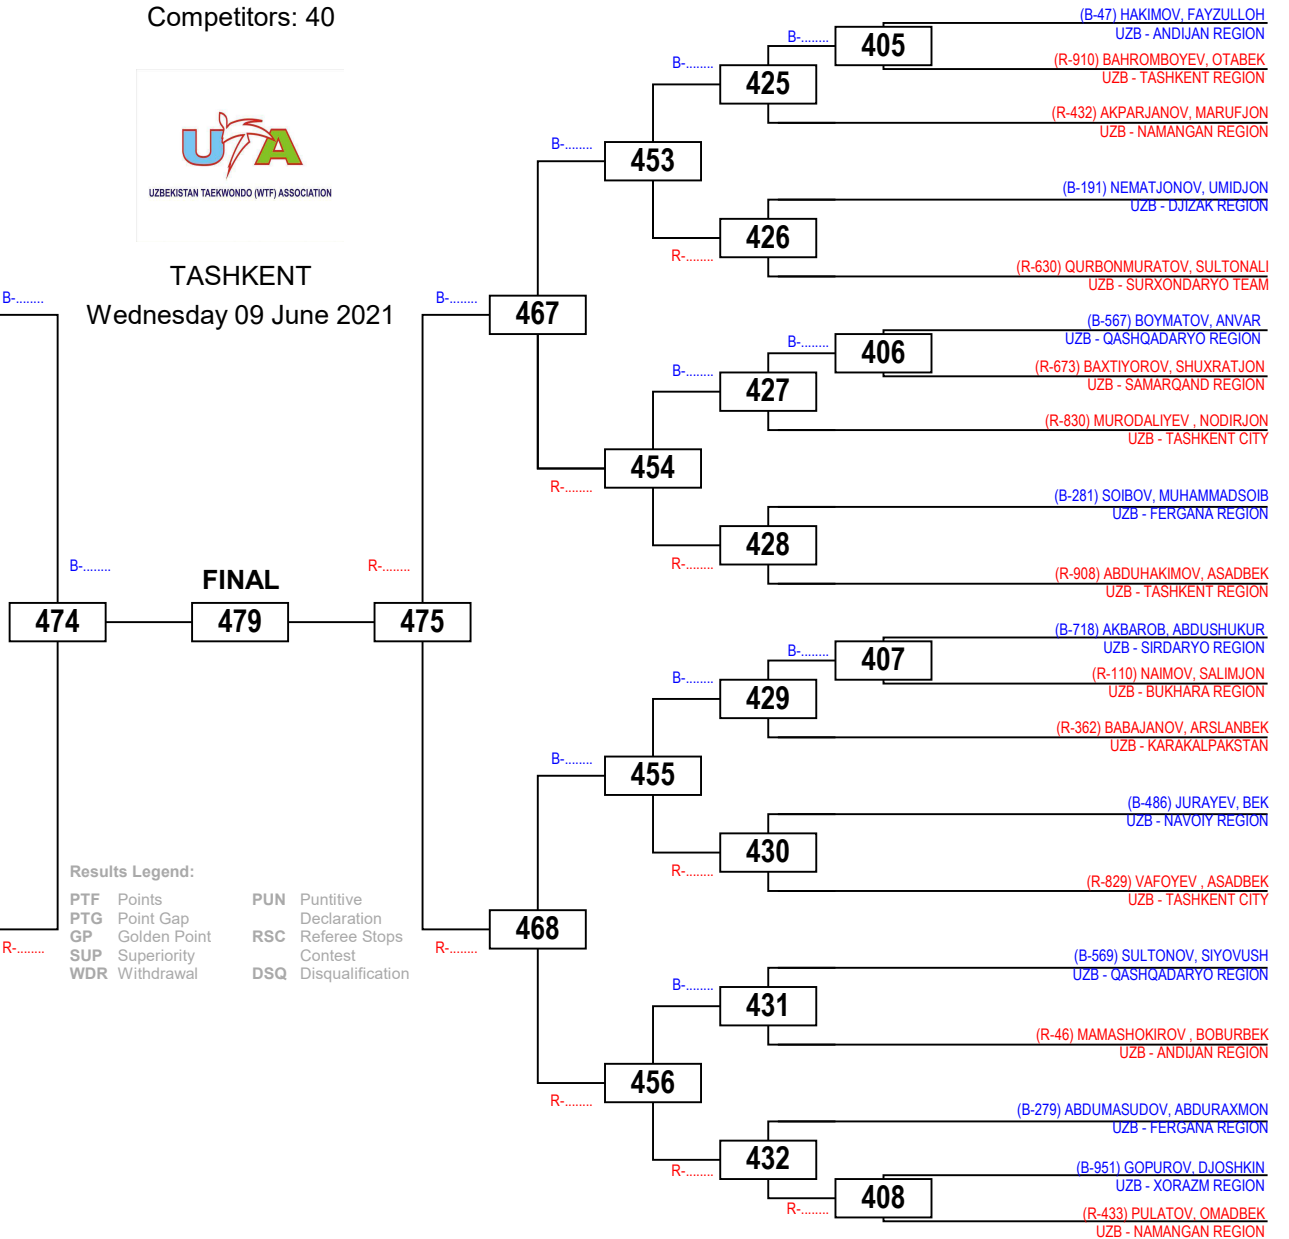 Competitors: 40
UTA
UZBEKISTAN TAEKWONDO (WTF) ASSOCIATION
TASHKENT
Wednesday 09 June 2021
B-........
R-........
474
B-........
FINAL
479
R-........
475
B-........
467
R-........
468
B-........
453
R-........
454
B-........
455
R-........
456
B-........
425
R-........
426
B-........
427
R-........
428
B-........
429
R-........
430
B-........
431
R-........
432
B-........
405
B-........
406
B-........
407
R-........
408
(B-47) HAKIMOV, FAYZULLOH
UZB - ANDIJAN REGION
(R-910) BAHROMBOYEV, OTABEK
UZB - TASHKENT REGION
(R-432) AKPARJANOV, MARUFJON
UZB - NAMANGAN REGION
(B-191) NEMATJONOV, UMIDJON
UZB - DJIZAK REGION
(R-630) QURBONMURATOV, SULTONALI
UZB - SURXONDARYO TEAM
(B-567) BOYMATOV, ANVAR
UZB - QASHQADARYO REGION
(R-673) BAXTIYOROV, SHUXRATJON
UZB - SAMARQAND REGION
(R-830) MURODALIYEV , NODIRJON
UZB - TASHKENT CITY
(B-281) SOIBOV, MUHAMMADSOIB
UZB - FERGANA REGION
(R-908) ABDUHAKIMOV, ASADBEK
UZB - TASHKENT REGION
(B-718) AKBAROB, ABDUSHUKUR
UZB - SIRDARYO REGION
(R-110) NAIMOV, SALIMJON
UZB - BUKHARA REGION
(R-362) BABAJANOV, ARSLANBEK
UZB - KARAKALPAKSTAN
(B-486) JURAYEV, BEK
UZB - NAVOIY REGION
(R-829) VAFOYEV , ASADBEK
UZB - TASHKENT CITY
(B-569) SULTONOV, SIYOVUSH
UZB - QASHQADARYO REGION
(R-46) MAMASHOKIROV , BOBURBEK
UZB - ANDIJAN REGION
(B-279) ABDUMASUDOV, ABDURAXMON
UZB - FERGANA REGION
(B-951) GOPUROV, DJOSHKIN
UZB - XORAZM REGION
(R-433) PULATOV, OMADBEK
UZB - NAMANGAN REGION
Results Legend:
PTF Points
PTG Point Gap
GP Golden Point
SUP Superiority
WDR Withdrawal
PUN Puntitive
Declaration
RSC Referee Stops
Contest
DSQ Disqualification